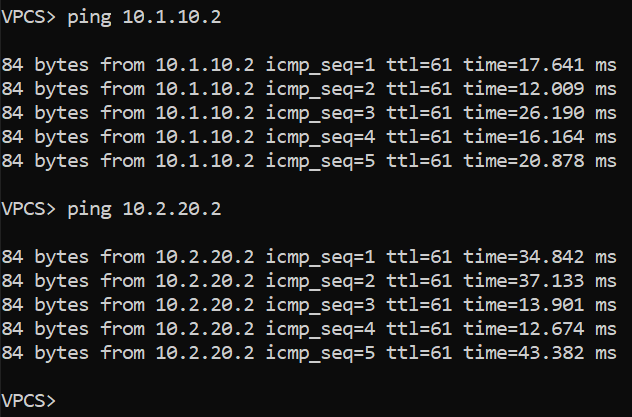 VPCS> ping 10.1.10.2
84 bytes from 10.1.10.2 icmp_seq=1 ttl=61 time=17.641 ms
84 bytes from 10.1.10.2 icmp_seq=2 ttl=61 time=12.009 ms
84 bytes from 10.1.10.2 icmp_seq=3 ttl=61 time=26.190 ms
84 bytes from 10.1.10.2 icmp_seq=4 ttl=61 time=16.164 ms
84 bytes from 10.1.10.2 icmp_seq=5 ttl=61 time=20.878 ms
VPCS> ping 10.2.20.2
84 bytes from 10.2.20.2 icmp_seq=1 ttl=61 time=34.842 ms
84 bytes from 10.2.20.2 icmp_seq=2 ttl=61 time=37.133 ms
84 bytes from 10.2.20.2 icmp_seq=3 ttl=61 time=13.901 ms
84 bytes from 10.2.20.2 icmp_seq=4 ttl=61 time=12.674 ms
84 bytes from 10.2.20.2 icmp_seq=5 ttl=61 time=43.382 ms
VPCS>